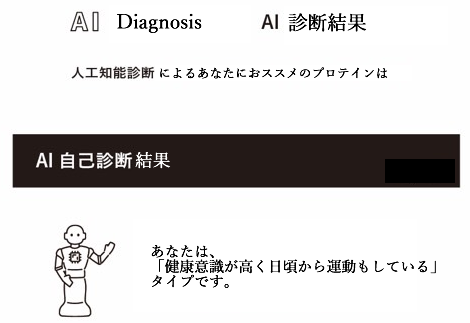 AI Diagnosis AI 診断結果
人工知能診断 によるあなたにおススメのプロテインは
AI 自己診断結果
あなたは、
「健康意識が高く日頃から運動もしている」
タイプです。